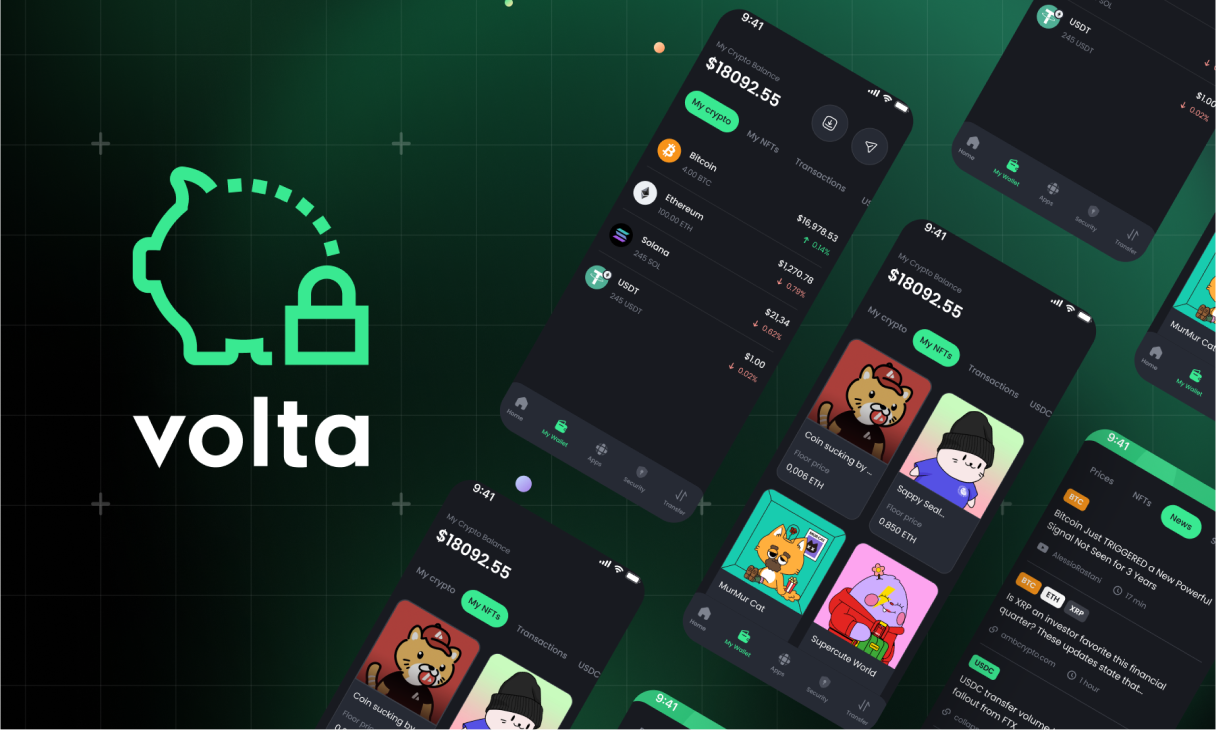 volta
9:41
My Crypto Balance
$18092.55
My crypto
My NFTs
Transactions
Bitcoin
4.00 BTC
$16,978.53
0.14%
Ethereum
100.00 ETH
$1,270.78
0.79%
Solana
245 SOL
$21,34
0.62%
USDT
245 USDT
$1.00
0.02%
Home
My Wallet
Apps
Security
Transfer
SOL
USDT
245 USDT
$1.00
0.02%
Home
My Wallet
Apps
Security
Transfer
9:41
My Crypto Balance
$18092.55
My crypto
My NFTs
Transactions
USDC
Coin sucking by ...
Floor price
0,006 ETH
Sappy Seal...
Floor price
0.850 ETH
MurMur Cat
Supercute World
Home
My Wallet
Apps
Security
Transfer
MurMur Cat
Home
My Wallet
9:41
My Crypto Balance
$18092.55
My crypto
My NFTs
Transactions
USDC
Coin sucking by ...
Floor price
9:41
9:41
Prices
NFTs
News
BTC
Bitcoin Just TRIGGERED a New Powerful
Signal Not Seen for 3 Years
AlessioRastani
17 min
BTC ETH XRP
Is XRP an investor favorite this financial
quarter? These updates state that...
ambcrypto.com
1 hour
USDC
USDC transfer volume
fallout from FTX